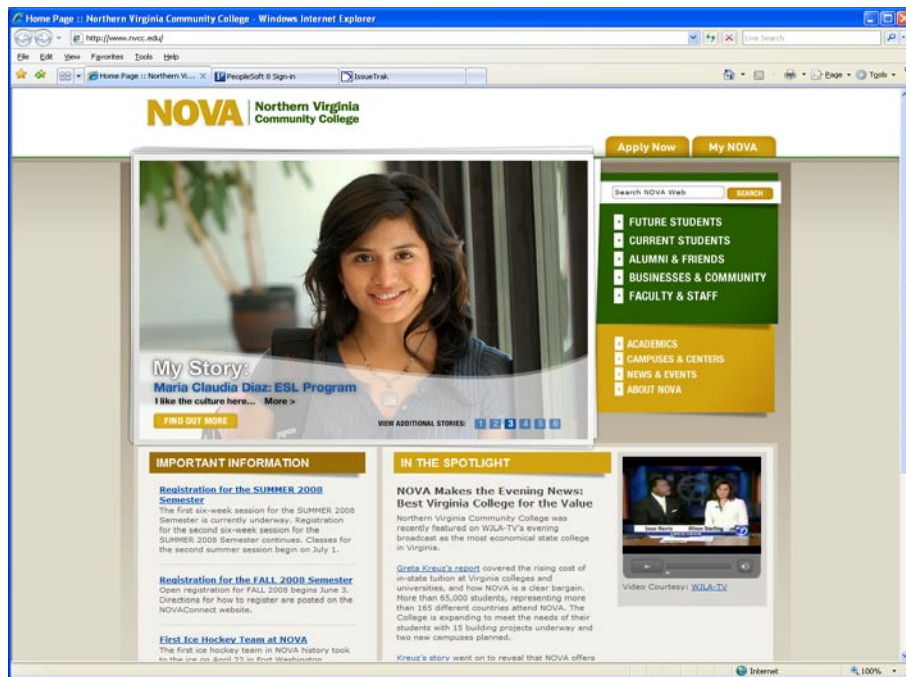 Home Page :: Northern Virginia Community College - Windows Internet Explorer
http://www.nvcc.edu/
Live Search
File Edit View Favorites Tools Help
Home Page :: Northern Vi... X
PeopleSoft 8 Sign-in
IssueTrak
Page
Tools
NOVA
Northern Virginia
Community College
Apply Now
My NOVA
Search NOVA Web
SEARCH
FUTURE STUDENTS
CURRENT STUDENTS
ALUMNI & FRIENDS
BUSINESSES & COMMUNITY
FACULTY & STAFF
ACADEMICS
CAMPUSES & CENTERS
NEWS & EVENTS
ABOUT NOVA
My Story:
Maria Claudia Diaz: ESL Program
I like the culture here... More >
FIND OUT MORE
VIEW ADDITIONAL STORIES: 1 2 3 4 5 6
IMPORTANT INFORMATION
Registration for the SUMMER 2008
Semester
The first six-week session for the SUMMER 2008
Semester is currently underway. Registration
for the second six-week session for the
SUMMER 2008 Semester continues. Classes for
the second summer session begin on July 1.
Registration for the FALL 2008 Semester
Open registration for FALL 2008 begins June 3.
Directions for how to register are posted on the
NOVAConnect website.
First Ice Hockey Team at NOVA
The first ice hockey team in NOVA history took
to the ice on April 22 in Fort Washington
IN THE SPOTLIGHT
NOVA Makes the Evening News:
Best Virginia College for the Value
Northern Virginia Community College was
recently featured on WJLA-TV's evening
broadcast as the most economical state college
in Virginia.
Greta Kreuz's report covered the rising cost of
in-state tuition at Virginia colleges and
universities, and how NOVA is a clear bargain.
More than 65,000 students, representing more
than 165 different countries attend NOVA. The
College is expanding to meet the needs of their
students with 15 building projects underway and
two new campuses planned.
Kreuz's story went on to reveal that NOVA offers
Leon Harris
Alison Starling
Video Courtesy: WJLA-TV
Internet
100%